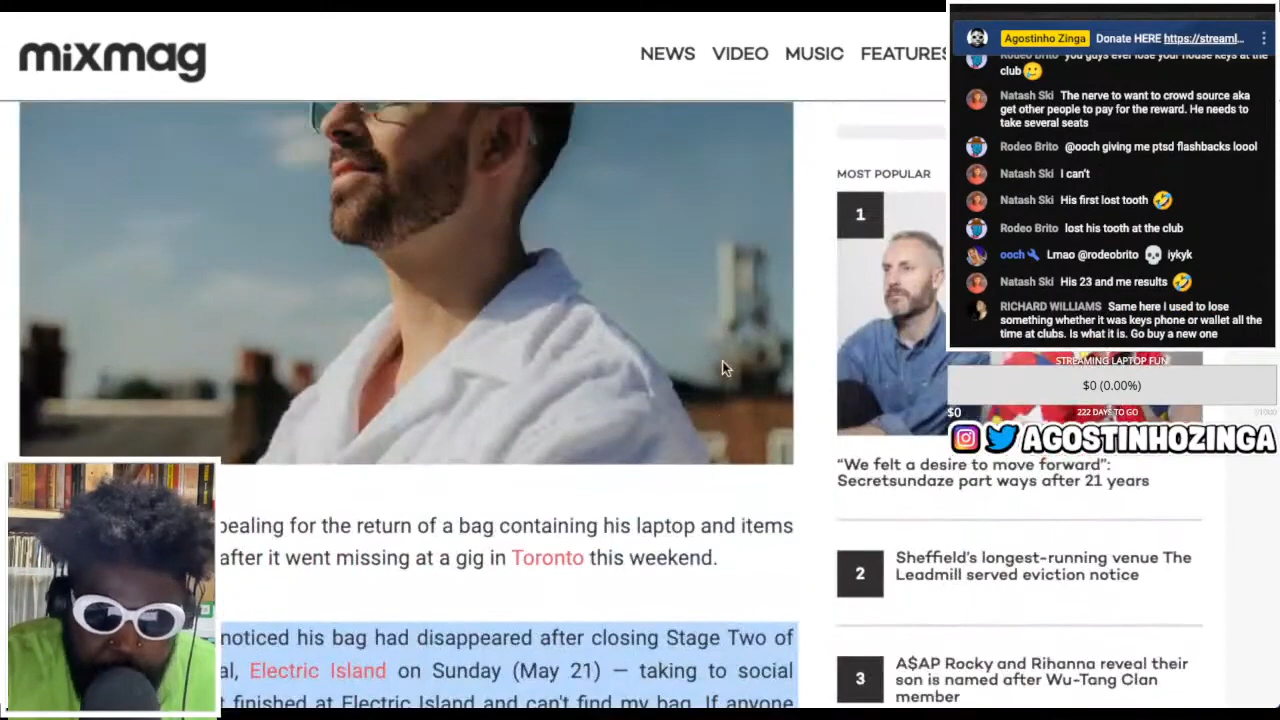 mixmag
NEWS VIDEO MUSIC FEATURES
MOST POPULAR
1
"We felt a desire to move forward":
Secretsundaze part ways after 21 years
2
Sheffield's longest-running venue The
Leadmill served eviction notice
3
A$AP Rocky and Rihanna reveal their
son is named after Wu-Tang Clan
member
pealing for the return of a bag containing his laptop and items
after it went missing at a gig in Toronto this weekend.
noticed his bag had disappeared after closing Stage Two of
al, Electric Island on Sunday (May 21) — taking to social
finished at Electric Island and can't find my bag. If anyone
Agostinho Zinga Donate HERE https://streaml...
Rodeo Brito you guys ever lose your house keys at the
club
Natash Ski The nerve to want to crowd source aka
get other people to pay for the reward. He needs to
take several seats
Rodeo Brito @ooch giving me ptsd flashbacks loool
Natash Ski I can't
Natash Ski His first lost tooth 🤣
Rodeo Brito lost his tooth at the club
ooch Lmao @rodeobrito 💀 iykyk
Natash Ski His 23 and me results 🤣
RICHARD WILLIAMS Same here I used to lose
something whether it was keys phone or wallet all the
time at clubs. Is what it is. Go buy a new one
STREAMING LAPTOP FUN
$0 (0.00%)
$0 222 DAYS TO GO
AGOSTINHOZINGA